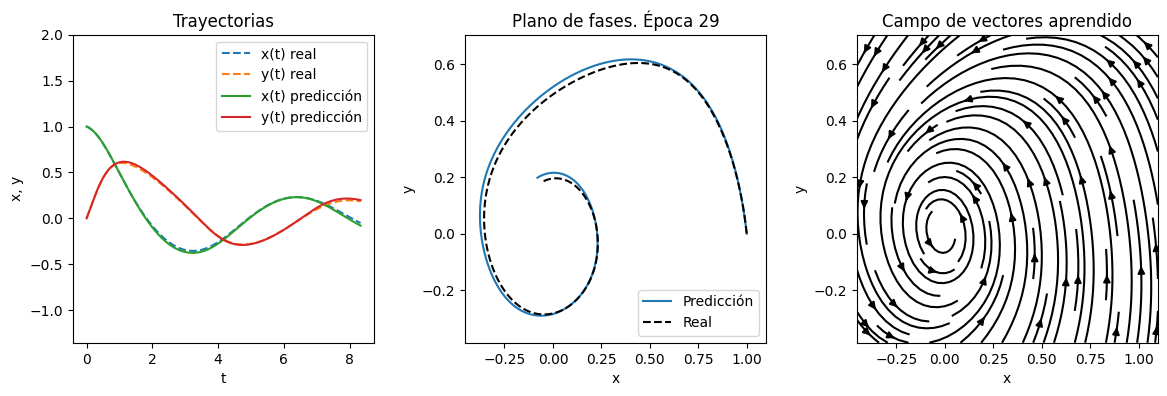 Trayectorias
2.0
1.5
1.0
0.5
0.0
−0.5
−1.0
x, y
0 2 4 6 8
t
x(t) real
y(t) real
x(t) predicción
y(t) predicción
Plano de fases. Época 29
0.6
0.4
0.2
0.0
−0.2
y
−0.25 0.00 0.25 0.50 0.75 1.00
x
Predicción
Real
Campo de vectores aprendido
0.6
0.4
0.2
0.0
−0.2
y
−0.25 0.00 0.25 0.50 0.75 1.00
x